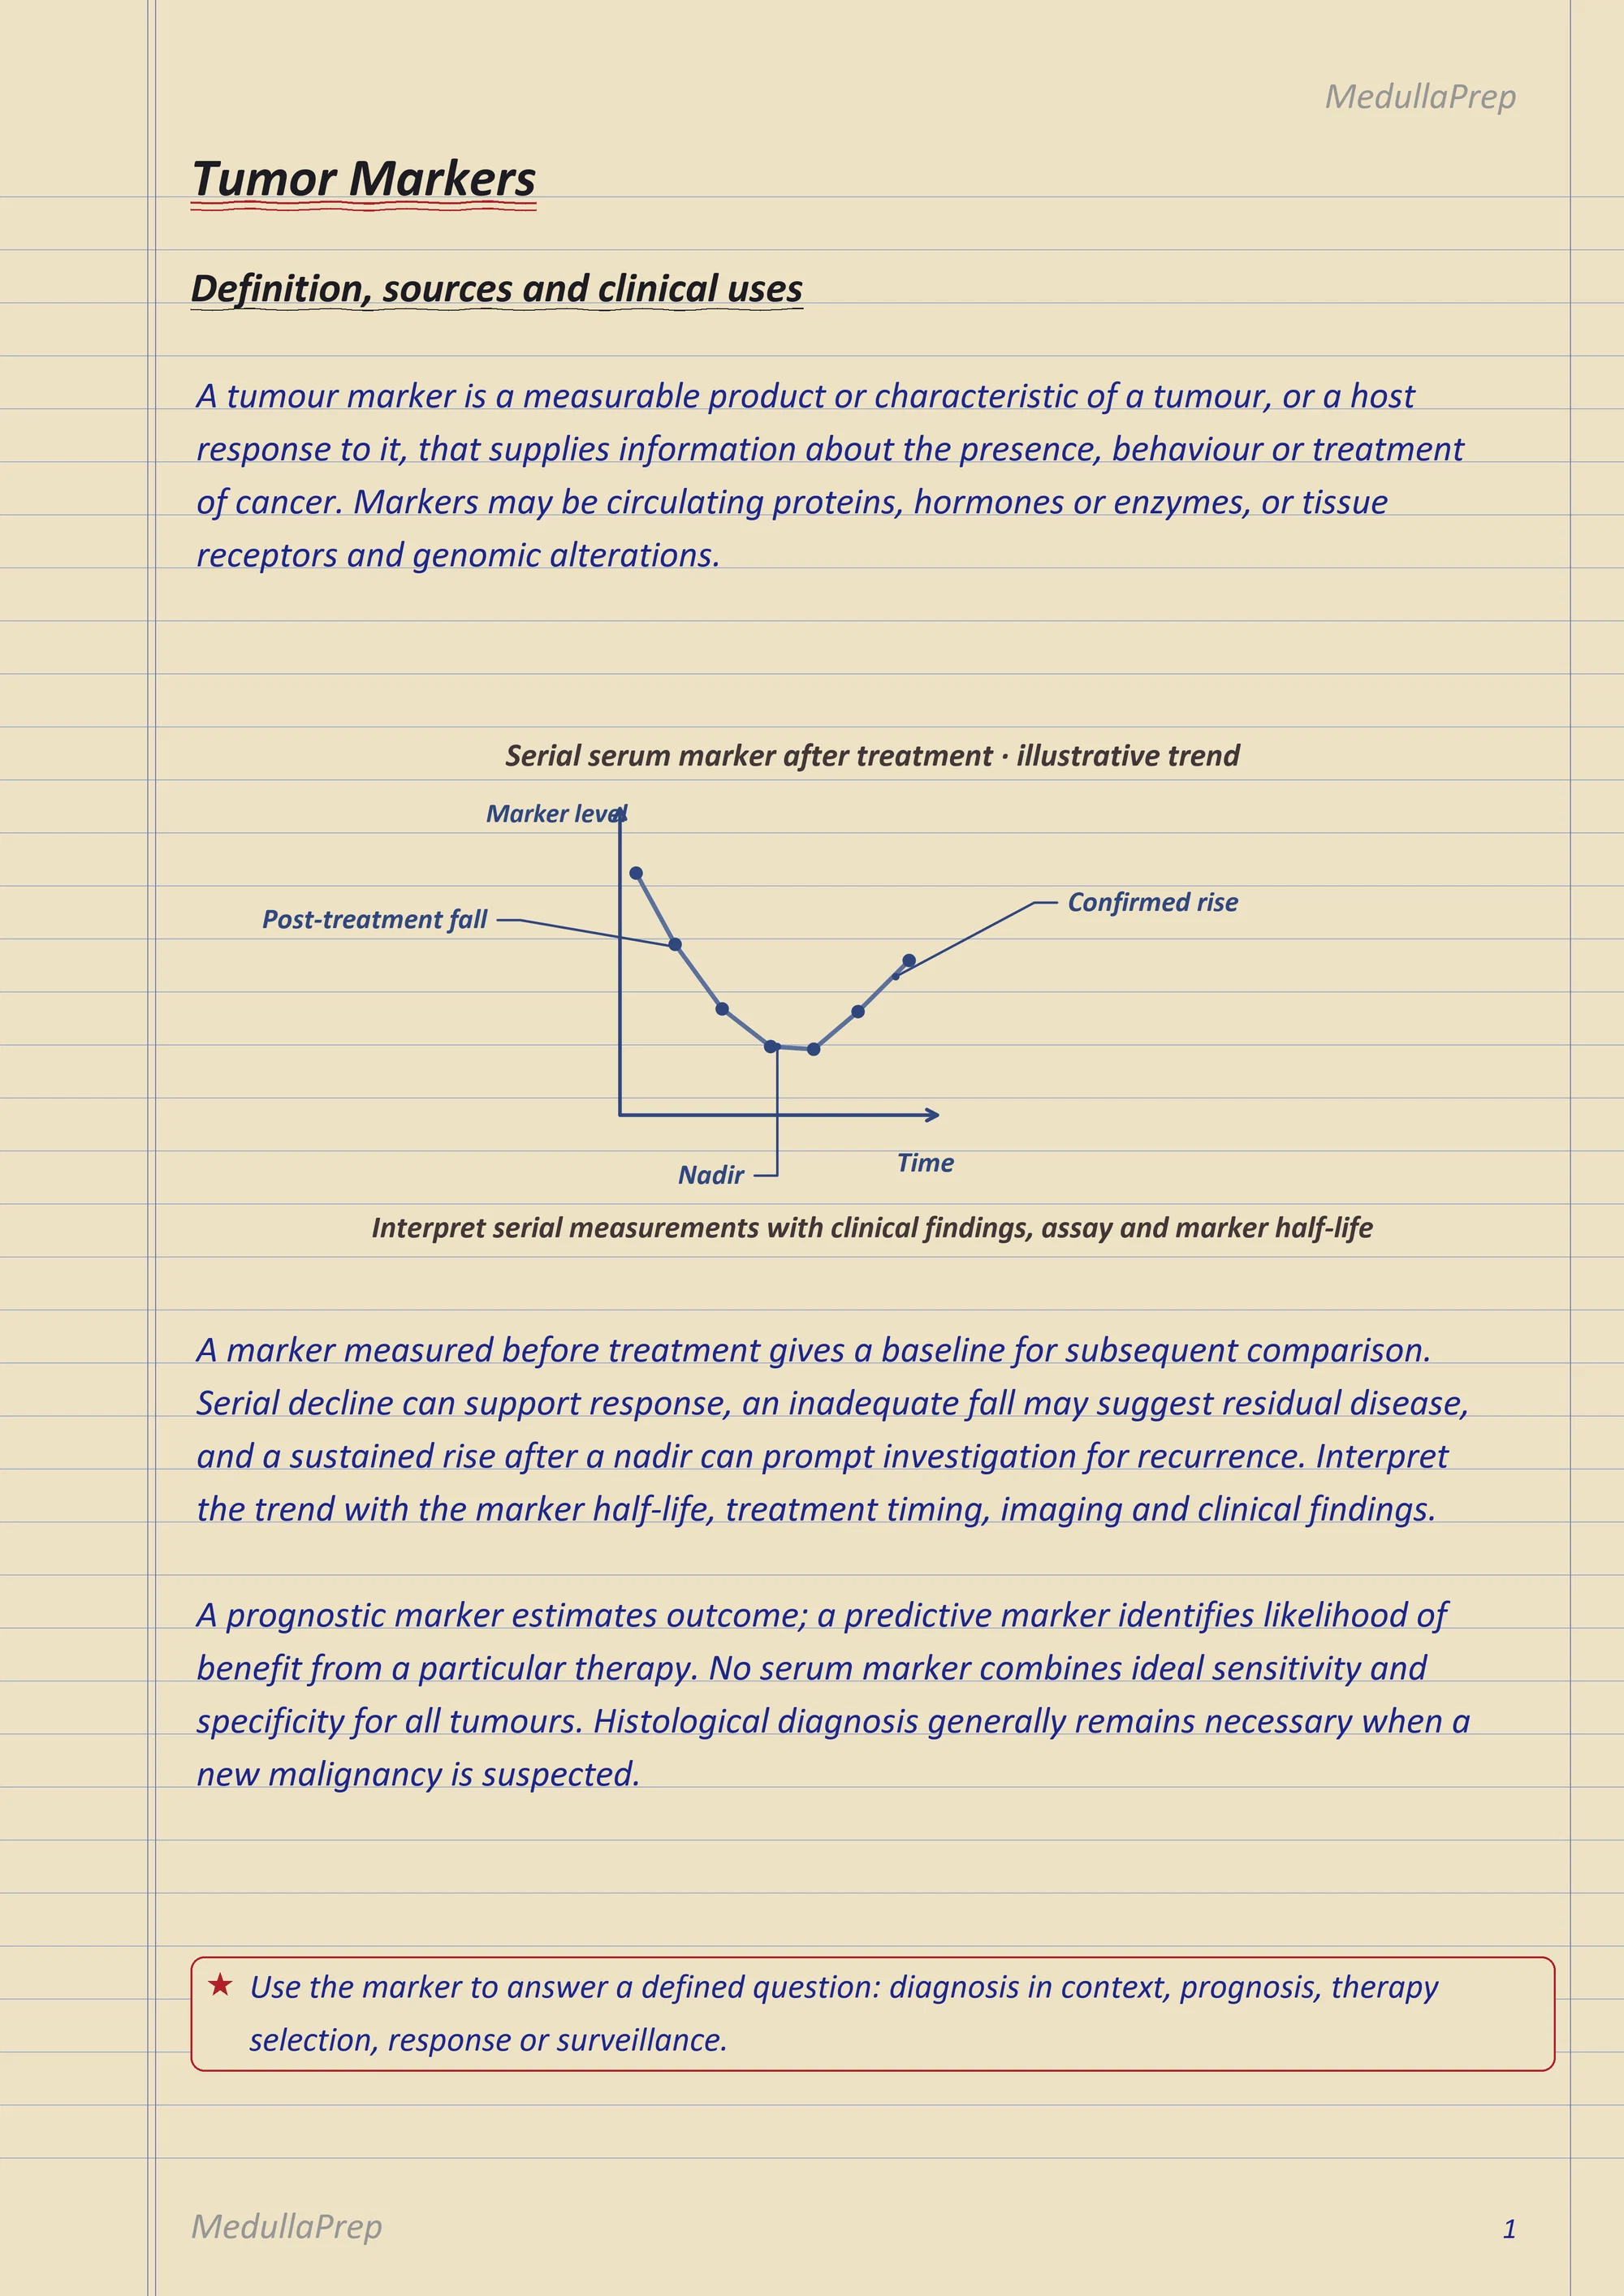 MedullaPrep
Tumor Markers
Definition, sources and clinical uses
A tumour marker is a measurable product or characteristic of a tumour, or a host
response to it, that supplies information about the presence, behaviour or treatment
of cancer. Markers may be circulating proteins, hormones or enzymes, or tissue
receptors and genomic alterations.
Serial serum marker after treatment · illustrative trend
Marker level
Post-treatment fall
Confirmed rise
Time
Nadir
Interpret serial measurements with clinical findings, assay and marker half-life
A marker measured before treatment gives a baseline for subsequent comparison.
Serial decline can support response, an inadequate fall may suggest residual disease,
and a sustained rise after a nadir can prompt investigation for recurrence. Interpret
the trend with the marker half-life, treatment timing, imaging and clinical findings.
A prognostic marker estimates outcome; a predictive marker identifies likelihood of
benefit from a particular therapy. No serum marker combines ideal sensitivity and
specificity for all tumours. Histological diagnosis generally remains necessary when a
new malignancy is suspected.
★ Use the marker to answer a defined question: diagnosis in context, prognosis, therapy
selection, response or surveillance.
MedullaPrep
1